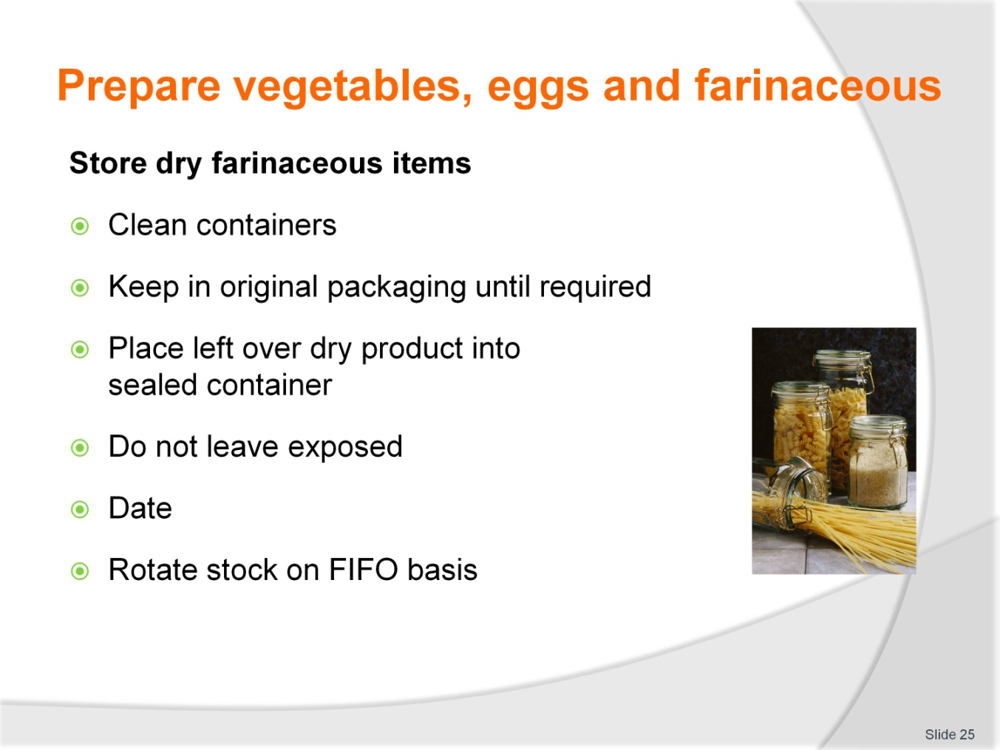 Prepare vegetables, eggs and farinaceous
Store dry farinaceous items
Clean containers
Keep in original packaging until required
Place left over dry product into
sealed container
Do not leave exposed
Date
Rotate stock on FIFO basis
Slide 25